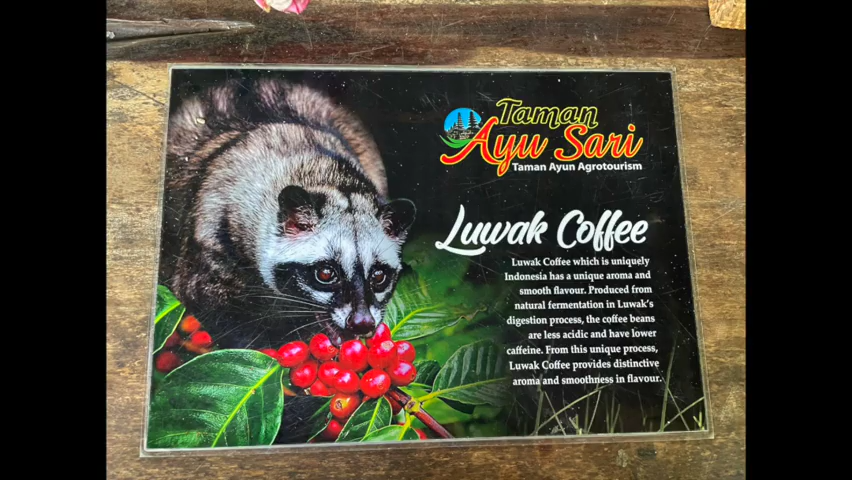 Taman
Ayu Sari
Taman Ayun Agrotourism
Luwak Coffee
Luwak Coffee which is uniquely
Indonesia has a unique aroma and
smooth flavour. Produced from
natural fermentation in Luwak's
digestion process, the coffee beans
are less acidic and have lower
caffeine. From this unique process,
Luwak Coffee provides distinctive
aroma and smoothness in flavour.